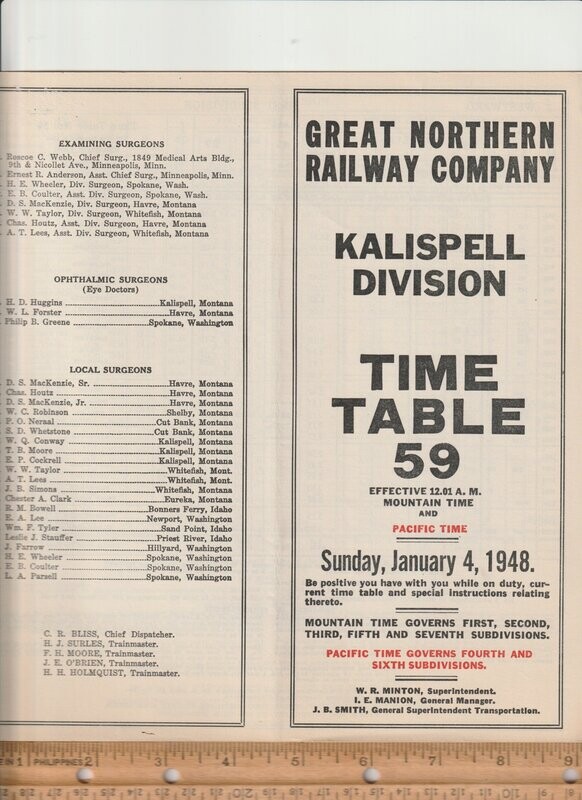 EXAMINING SURGEONS
Roscoe C. Webb, Chief Surg., 1849 Medical Arts Bldg.,
9th & Nicollet Ave., Minneapolis, Minn.
Ernest R. Anderson, Asst. Chief Surg., Minneapolis, Minn.
H. E. Wheeler, Div. Surgeon, Spokane, Wash.
E. B. Coulter, Asst. Div. Surgeon, Spokane, Wash.
D. S. MacKenzie, Div. Surgeon, Havre, Montana
W. W. Taylor, Div. Surgeon, Whitefish, Montana
Chas. Houtz, Asst. Div. Surgeon, Havre, Montana
A. T. Lees, Asst. Div. Surgeon, Whitefish, Montana
OPHTHALMIC SURGEONS
(Eye Doctors)
H. D. Huggins ........ Kalispell, Montana
W. L. Forster ........ Havre, Montana
Philip B. Greene ........ Spokane, Washington
LOCAL SURGEONS
D. S. MacKenzie, Sr. ........ Havre, Montana
Chas. Houtz ........ Havre, Montana
D. S. MacKenzie, Jr. ........ Havre, Montana
W. C. Robinson ........ Shelby, Montana
P. O. Neraal ........ Cut Bank, Montana
S. D. Whetstone ........ Cut Bank, Montana
W. Q. Conway ........ Kalispell, Montana
T. B. Moore ........ Kalispell, Montana
E. P. Cockrell ........ Kalispell, Montana
W. W. Taylor ........ Whitefish, Mont.
A. T. Lees ........ Whitefish, Mont.
J. B. Simons ........ Whitefish, Montana
Chester A. Clark ........ Eureka, Montana
R. M. Bowell ........ Bonners Ferry, Idaho
E. A. Lee ........ Newport, Washington
Wm. F. Tyler ........ Sand Point, Idaho
Leslie J. Stauffer ........ Priest River, Idaho
J. Farrow ........ Hillyard, Washington
H. E. Wheeler ........ Spokane, Washington
E. B. Coulter ........ Spokane, Washington
L. A. Parsell ........ Spokane, Washington
C. R. BLISS, Chief Dispatcher.
H. J. SURLES, Trainmaster.
F. H. MOORE, Trainmaster.
J. E. O'BRIEN, Trainmaster.
H. H. HOLMQUIST, Trainmaster.
GREAT NORTHERN
RAILWAY COMPANY
KALISPELL
DIVISION
TIME
TABLE
59
EFFECTIVE 12.01 A. M.
MOUNTAIN TIME
AND
PACIFIC TIME
Sunday, January 4, 1948.
Be positive you have with you while on duty, cur-
rent time table and special instructions relating
thereto.
MOUNTAIN TIME GOVERNS FIRST, SECOND,
THIRD, FIFTH AND SEVENTH SUBDIVISIONS.
PACIFIC TIME GOVERNS FOURTH AND
SIXTH SUBDIVISIONS.
W. R. MINTON, Superintendent.
I. E. MANION, General Manager.
J. B. SMITH, General Superintendent Transportation.
1 PHILIPPINES 2 3 4 5 6 7 8 9